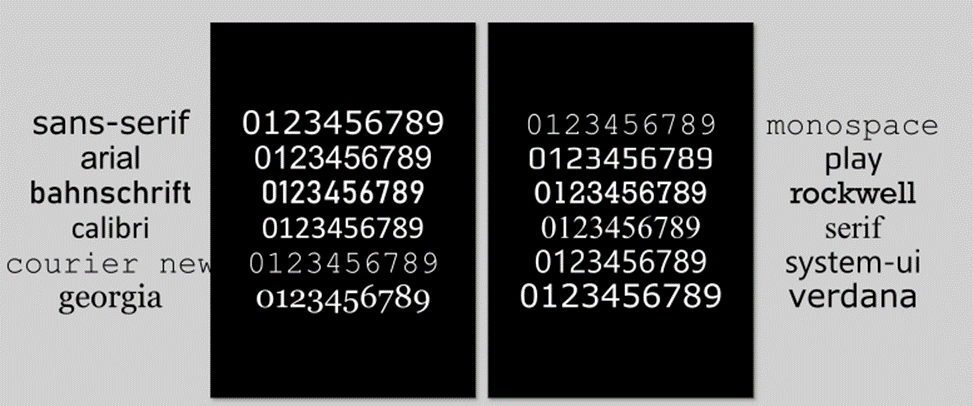 sans-serif 0123456789
arial 0123456789
bahnschrift 0123456789
calibri 0123456789
courier new 0123456789
georgia 0123456789
0123456789 monospace
0123456789 play
0123456789 rockwell
0123456789 serif
0123456789 system-ui
0123456789 verdana